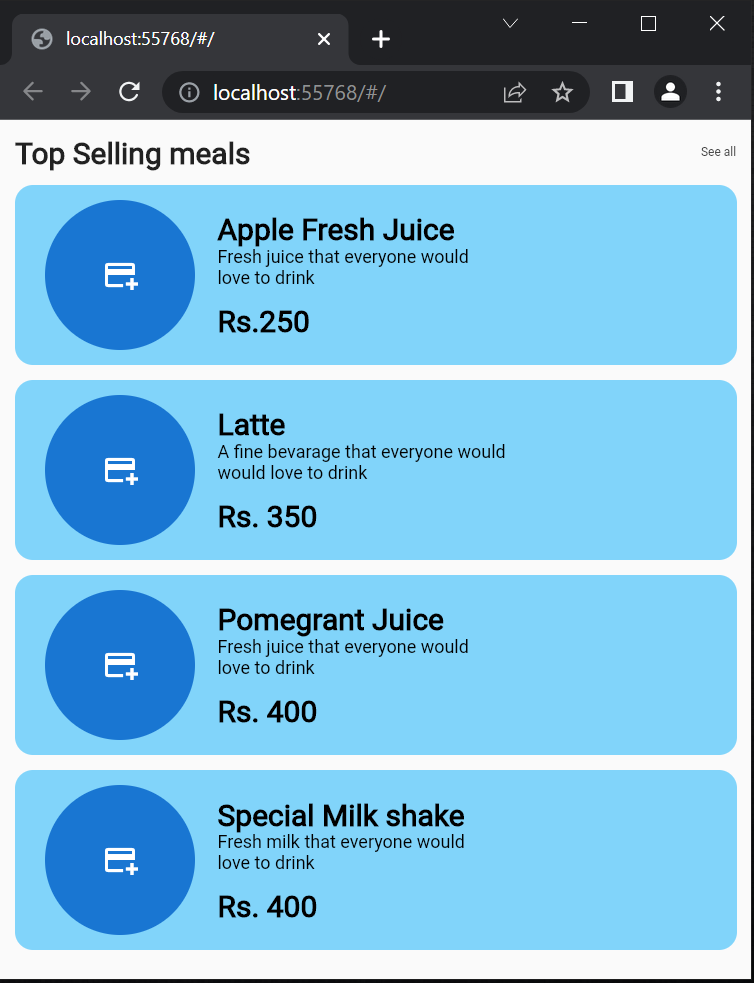 localhost:55768/#/
localhost:55768/#/
Top Selling meals
See all
Apple Fresh Juice
Fresh juice that everyone would
love to drink
Rs.250
Latte
A fine bevarage that everyone would
would love to drink
Rs. 350
Pomegrant Juice
Fresh juice that everyone would
love to drink
Rs. 400
Special Milk shake
Fresh milk that everyone would
love to drink
Rs. 400